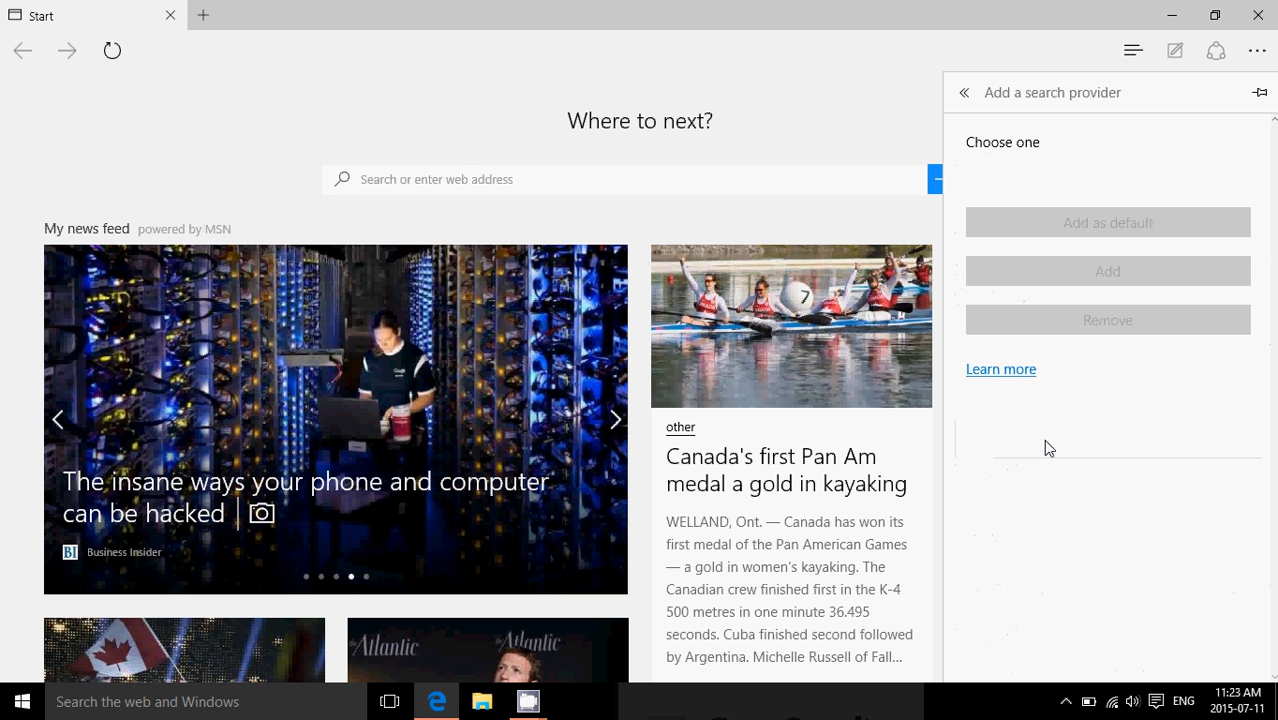 Start
Add a search provider
Where to next?
Choose one
Search or enter web address
Add as default
My news feed powered by MSN
Add
Remove
Learn more
7
other
Canada's first Pan Am
medal a gold in kayaking
The insane ways your phone and computer
can be hacked
BI Business Insider
WELLAND, Ont. — Canada has won its
first medal of the Pan American Games
— a gold in women's kayaking. The
Canadian crew finished first in the K-4
500 metres in one minute 36.495
seconds. Cuba finished second followed
by Argentina. Michelle Russell of Fall...
Atlantic
Atlantic
Search the web and Windows
ENG
11:23 AM
2015-07-11